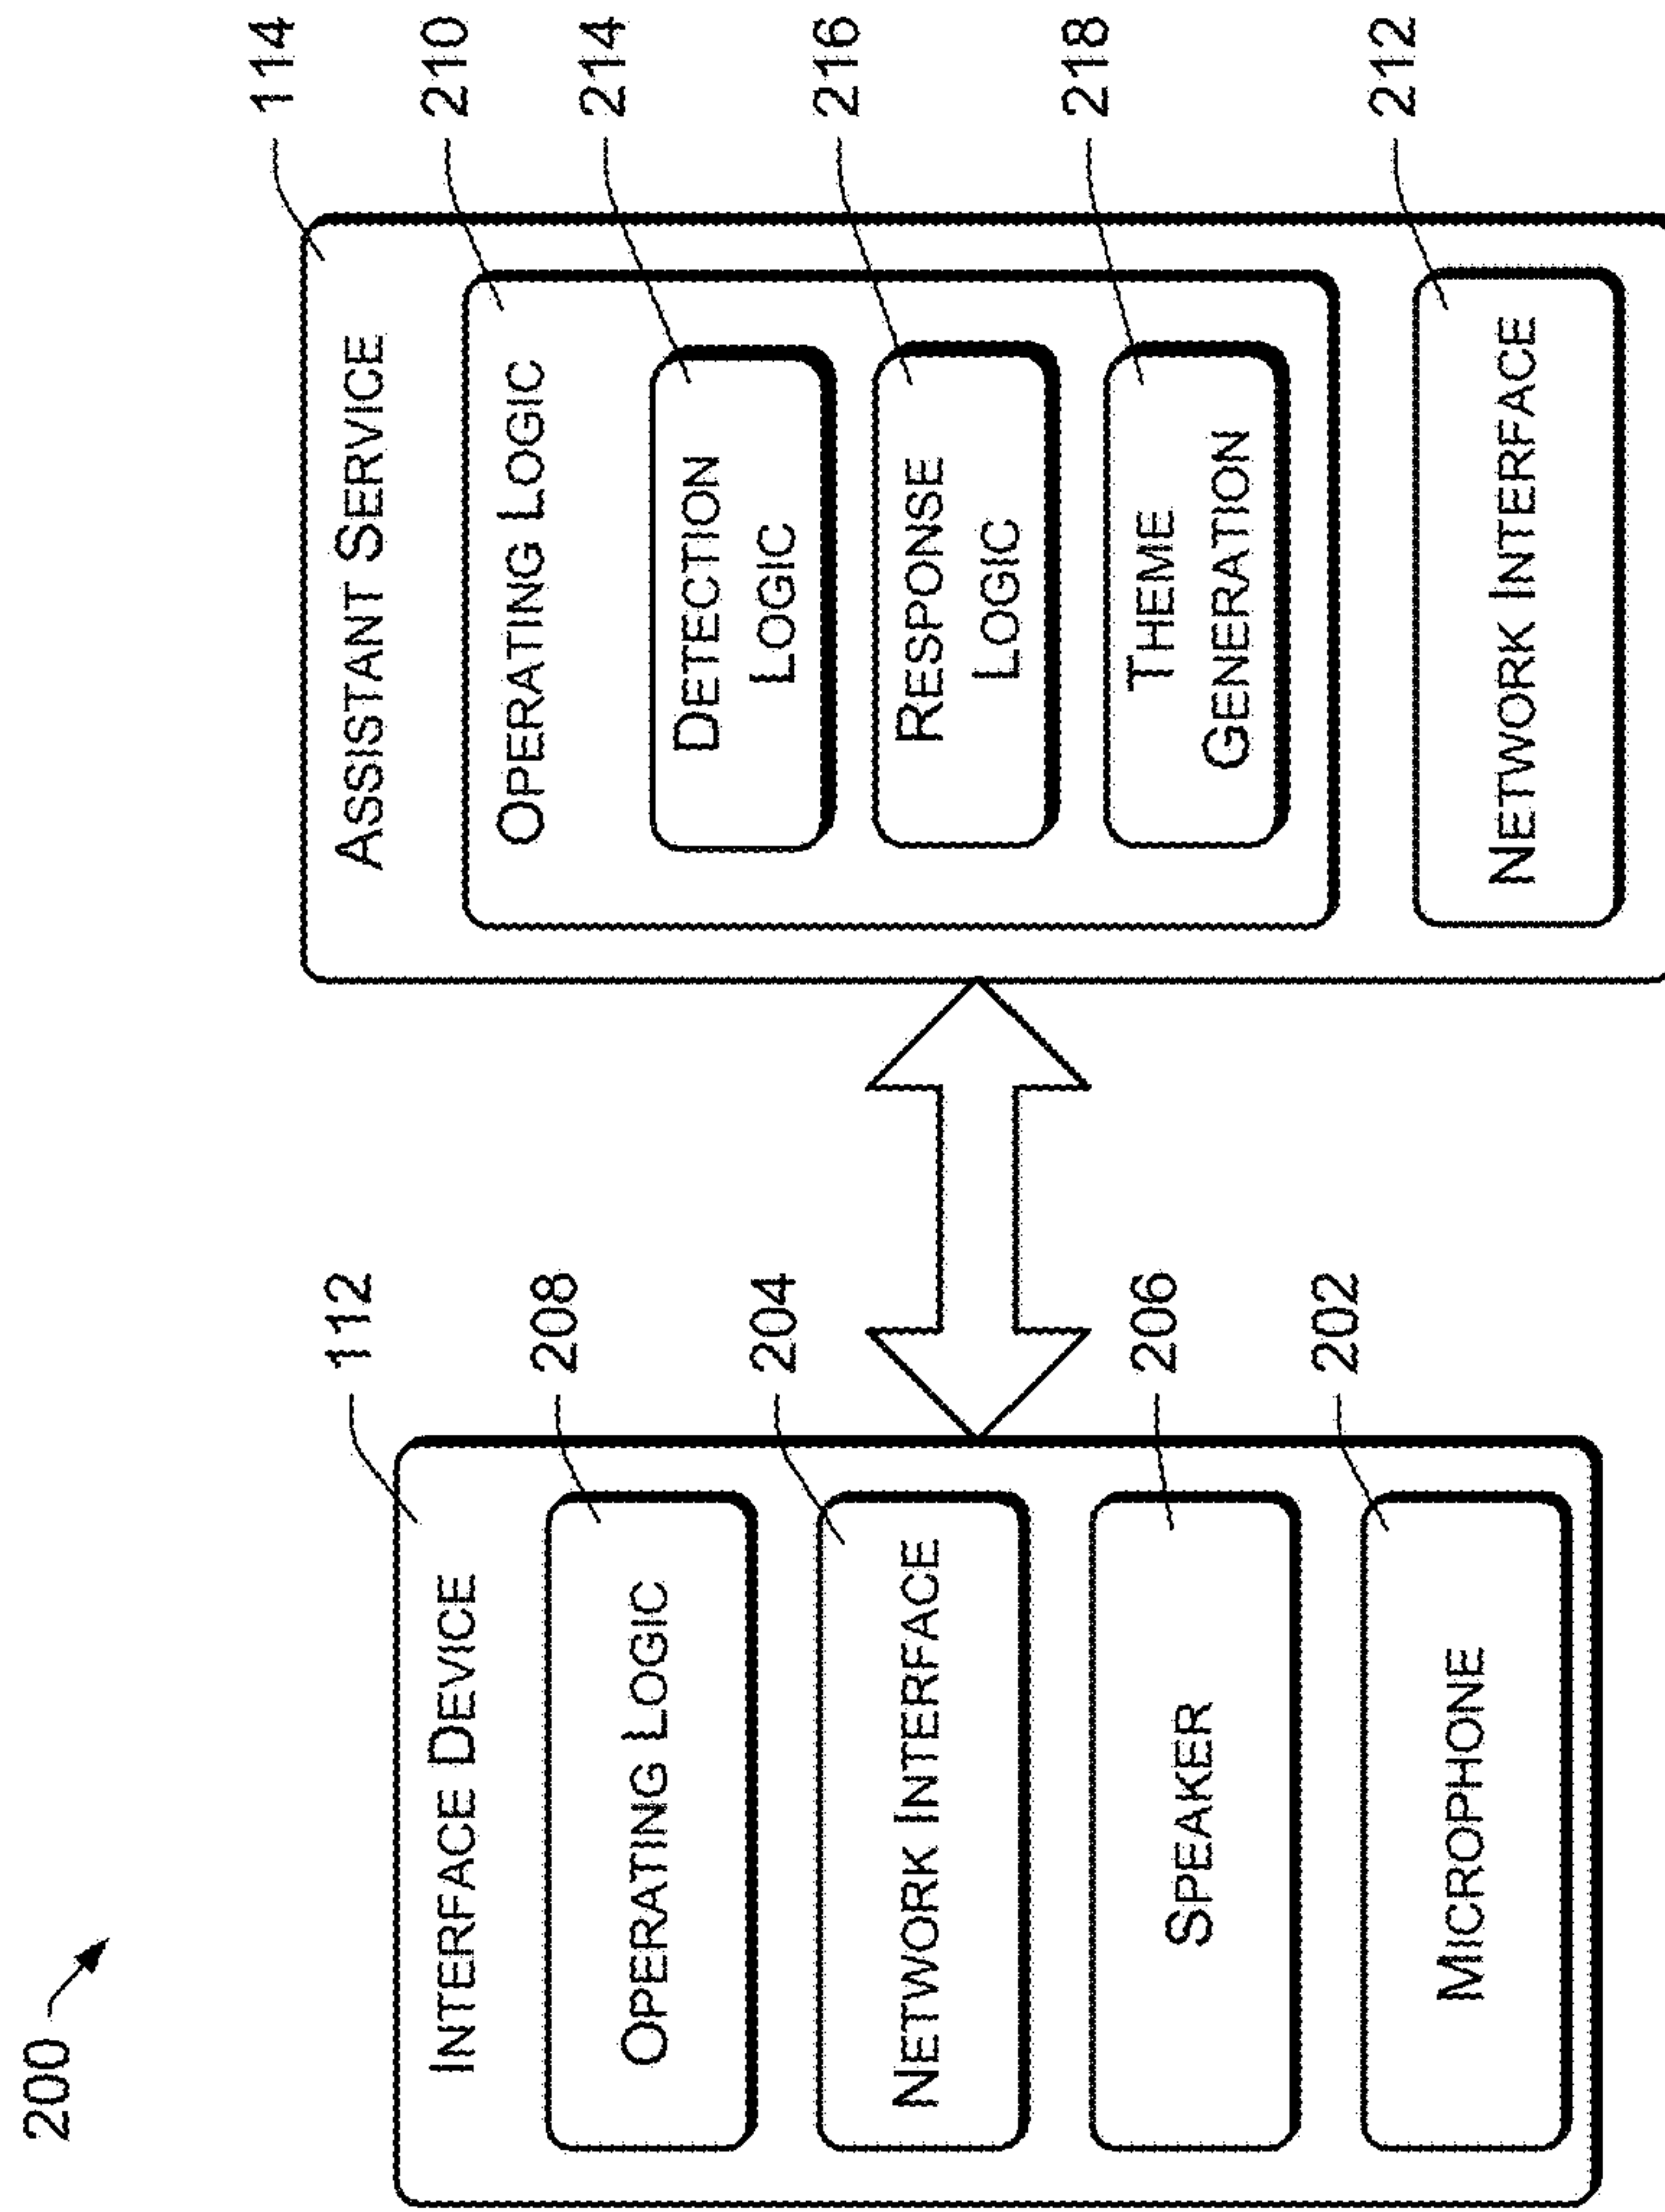 200
INTERFACE DEVICE
112
OPERATING LOGIC
208
NETWORK INTERFACE
204
SPEAKER
206
MICROPHONE
202
ASSISTANT SERVICE
114
OPERATING LOGIC
210
DETECTION
LOGIC
214
RESPONSE
LOGIC
216
THEME
GENERATION
218
NETWORK INTERFACE
212